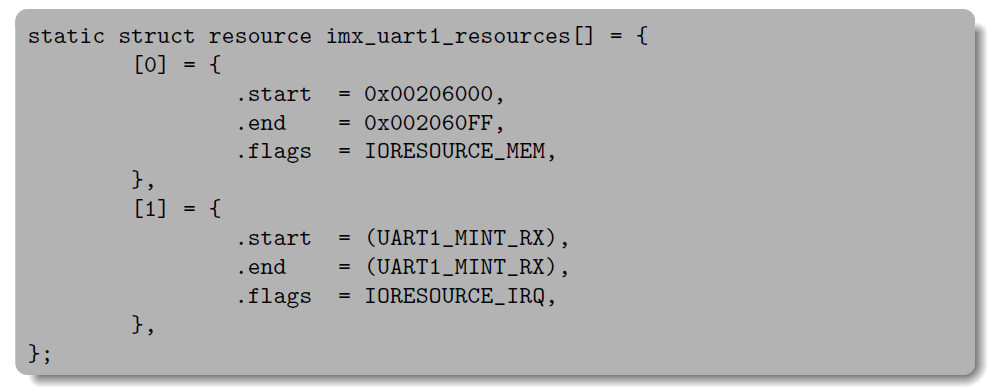 static struct resource imx_uart1_resources[] = {
        [0] = {
                .start  = 0x00206000,
                .end    = 0x002060FF,
                .flags  = IORESOURCE_MEM,
        },
        [1] = {
                .start  = (UART1_MINT_RX),
                .end    = (UART1_MINT_RX),
                .flags  = IORESOURCE_IRQ,
        },
};